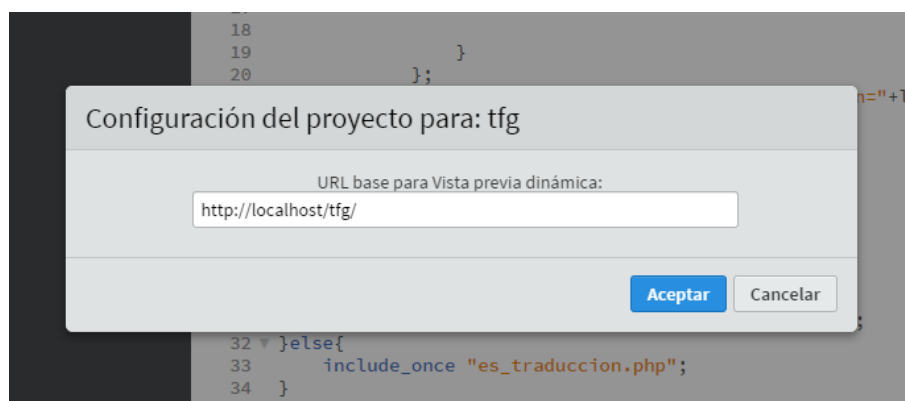 18
19 }
20 };
n="+l
Configuración del proyecto para: tfg
URL base para Vista previa dinámica:
http://localhost/tfg/
Aceptar Cancelar
;
32 }else{
33 include_once "es_traduccion.php";
34 }